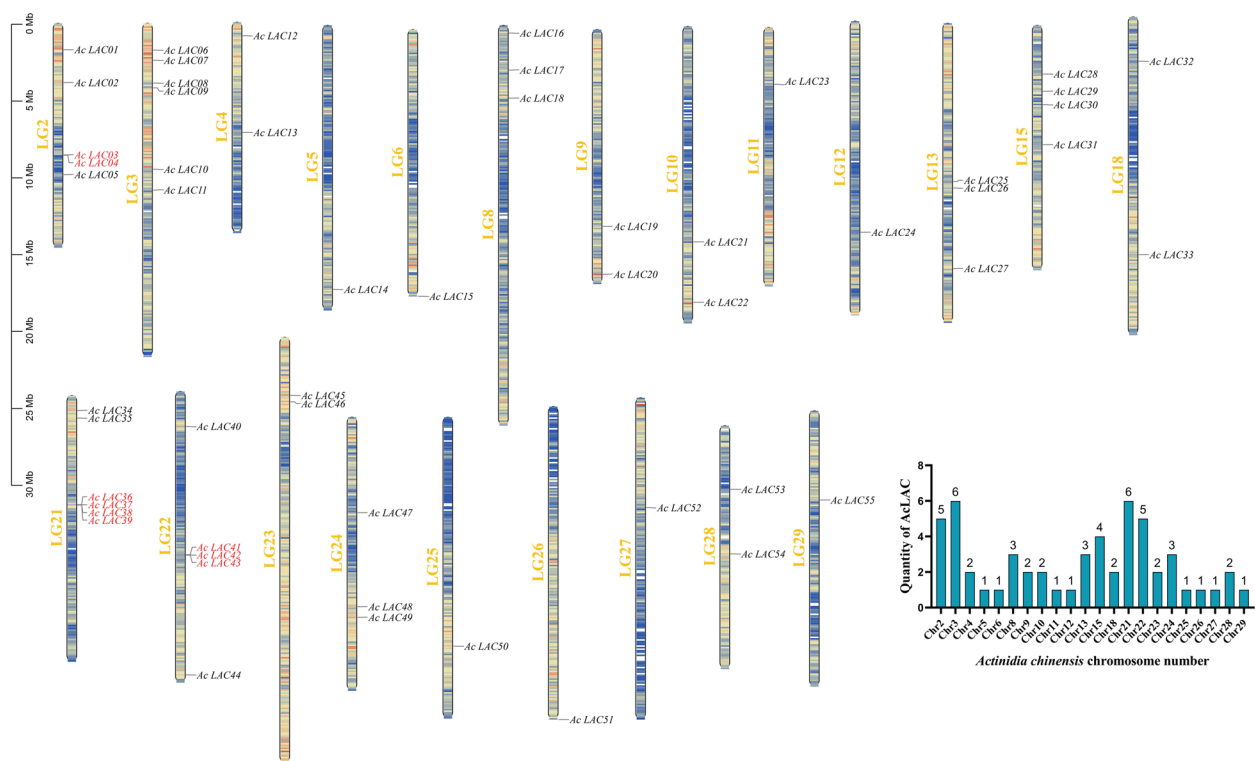 0 Mb
5 Mb
10 Mb
15 Mb
20 Mb
25 Mb
30 Mb
LG2
Ac LAC01
Ac LAC02
Ac LAC03
Ac LAC04
Ac LAC05
LG3
Ac LAC06
Ac LAC07
Ac LAC08
Ac LAC09
Ac LAC10
Ac LAC11
LG4
Ac LAC12
Ac LAC13
LG5
Ac LAC14
LG6
Ac LAC15
LG8
Ac LAC16
Ac LAC17
Ac LAC18
LG9
Ac LAC19
Ac LAC20
LG10
Ac LAC21
Ac LAC22
LG11
Ac LAC23
LG12
Ac LAC24
LG13
Ac LAC25
Ac LAC26
Ac LAC27
LG15
Ac LAC28
Ac LAC29
Ac LAC30
Ac LAC31
LG18
Ac LAC32
Ac LAC33
LG21
Ac LAC34
Ac LAC35
Ac LAC36
Ac LAC37
Ac LAC38
Ac LAC39
LG22
Ac LAC40
Ac LAC41
Ac LAC42
Ac LAC43
Ac LAC44
LG23
Ac LAC45
Ac LAC46
LG24
Ac LAC47
Ac LAC48
Ac LAC49
LG25
Ac LAC50
LG26
Ac LAC51
LG27
Ac LAC52
LG28
Ac LAC53
Ac LAC54
LG29
Ac LAC55
Quantity of AcLAC
8
6
4
2
0
5 6 2 1 1 3 2 2 1 1 3 4 2 6 5 2 3 1 1 1 2 1
Chr2 Chr3 Chr4 Chr5 Chr6 Chr8 Chr9 Chr10 Chr11 Chr12 Chr13 Chr15 Chr18 Chr21 Chr22 Chr23 Chr24 Chr25 Chr26 Chr27 Chr28 Chr29
Actinidia chinensis chromosome number